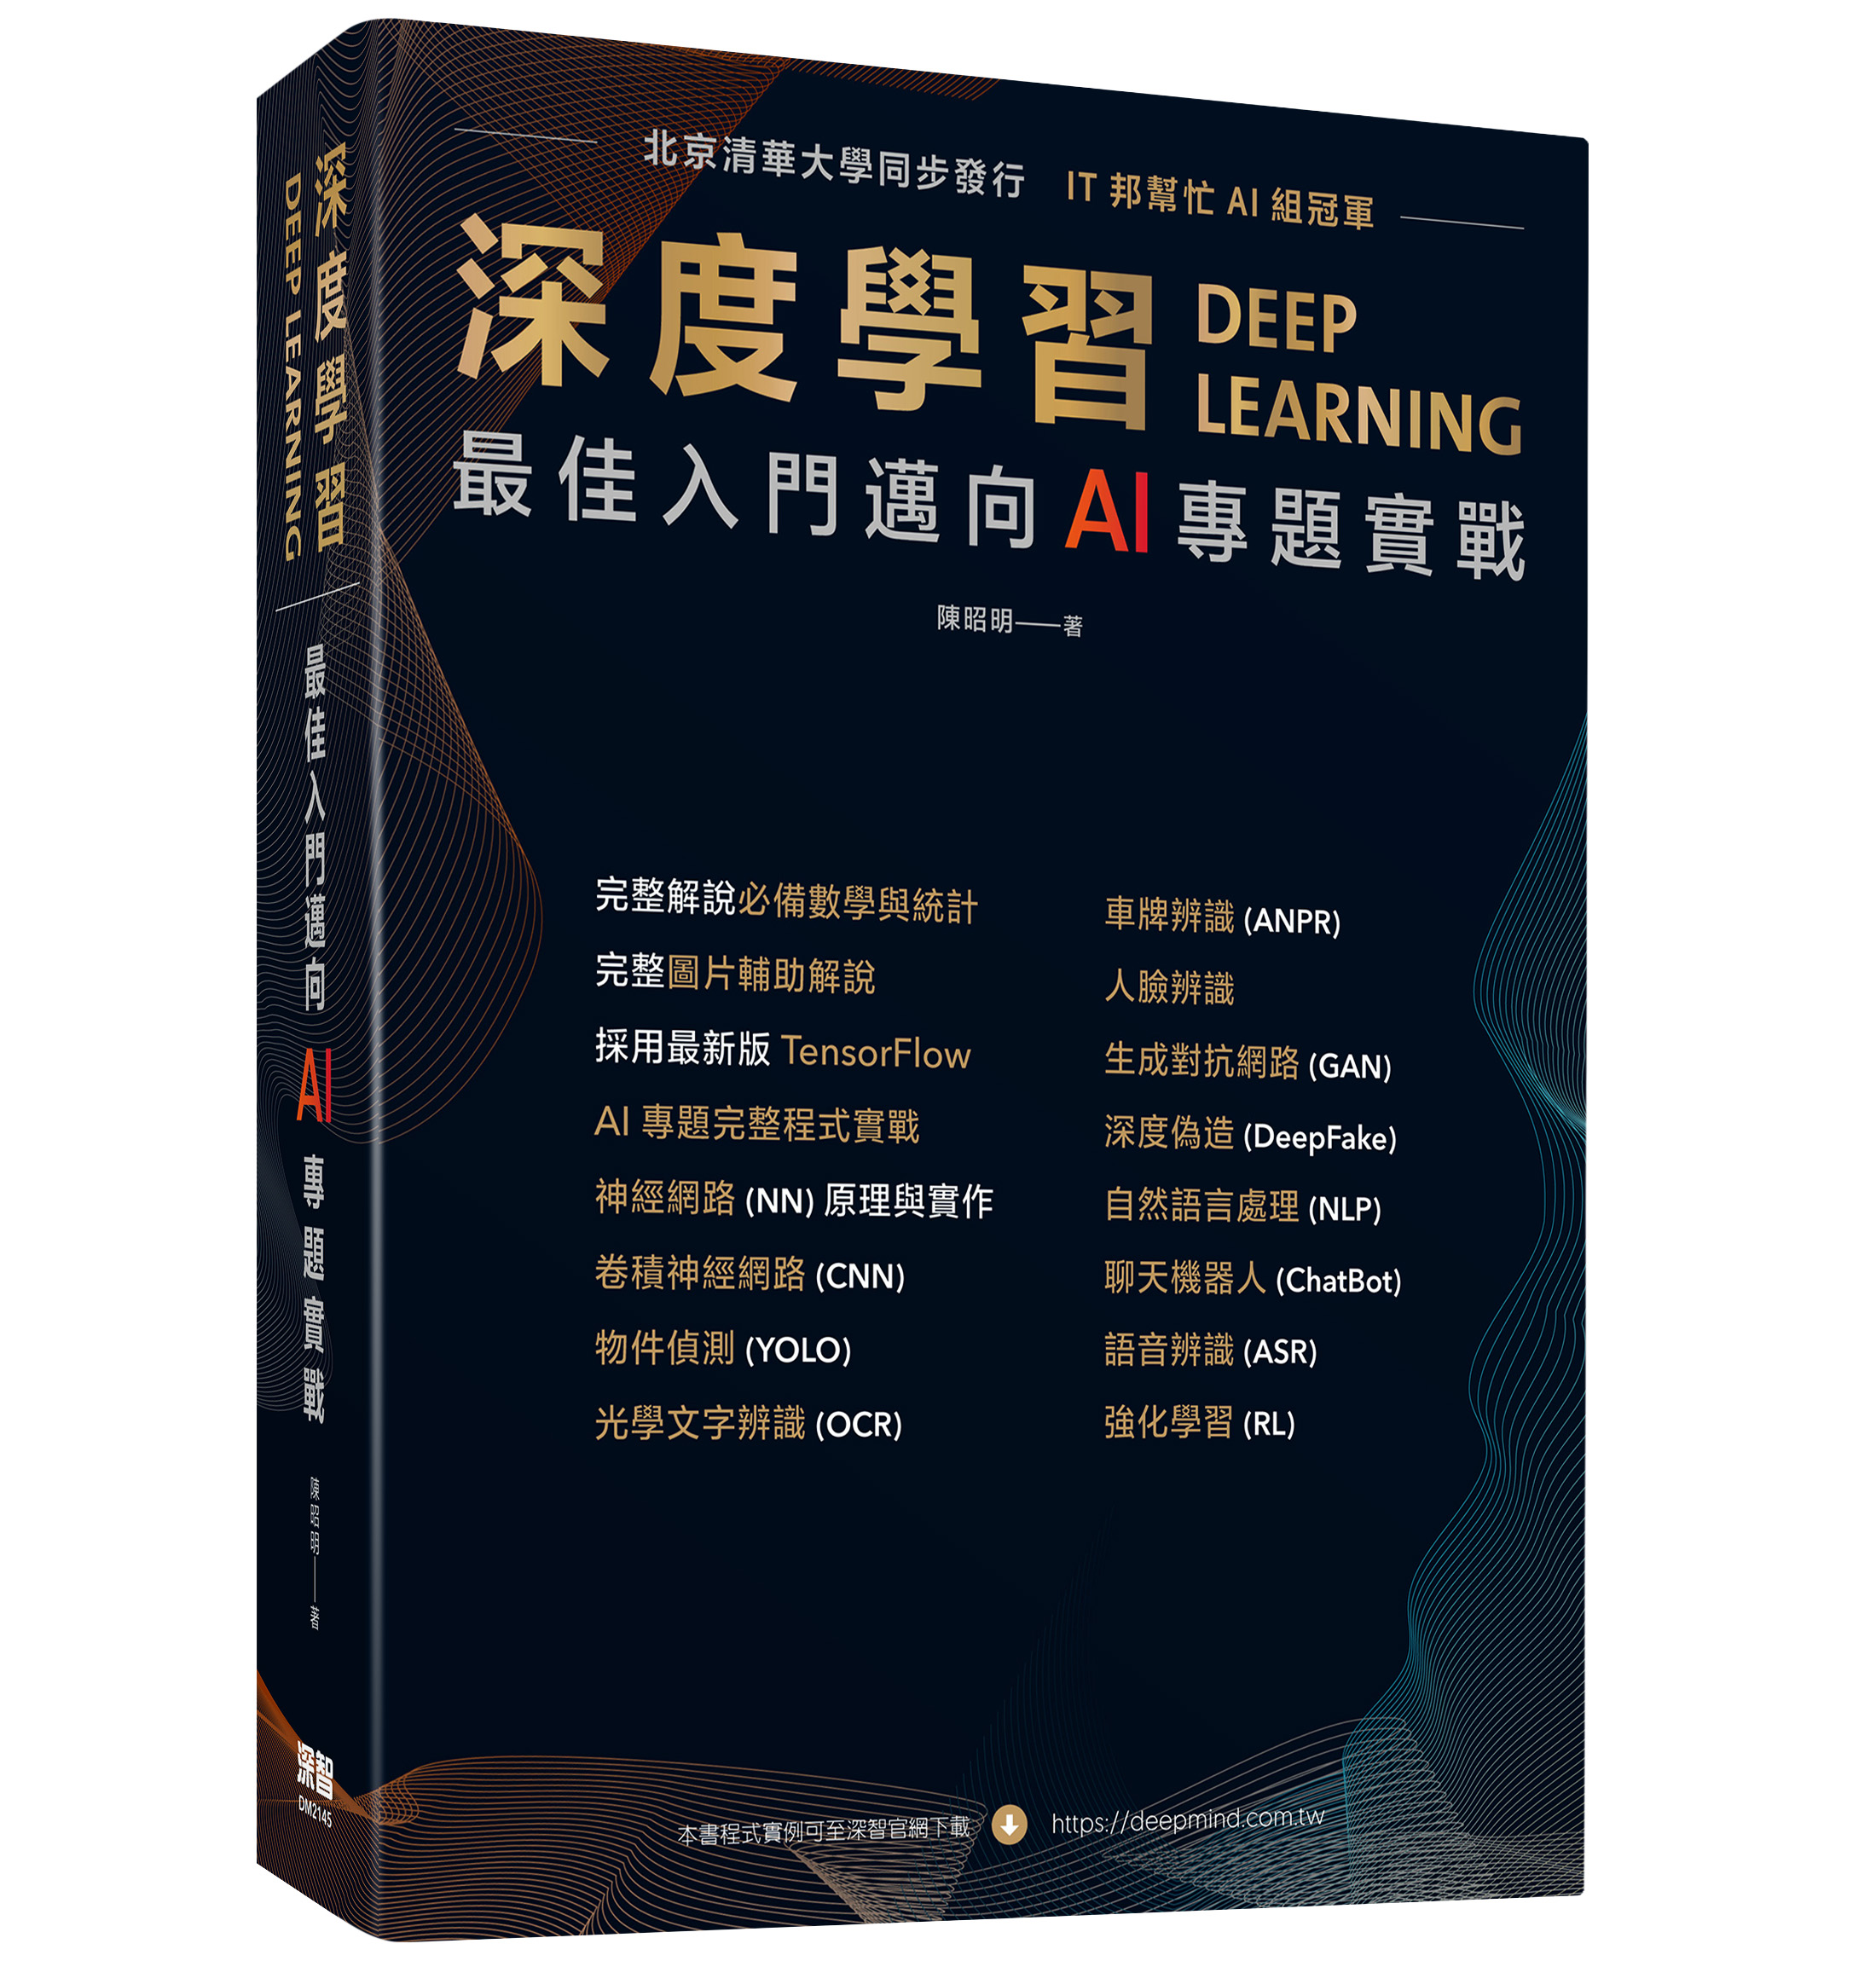 北京清華大學同步發行 IT 邦幫忙 AI 組冠軍
深度學習 DEEP LEARNING
最佳入門邁向AI專題實戰
陳昭明——著
完整解說必備數學與統計
完整圖片輔助解說
採用最新版 TensorFlow
AI 專題完整程式實戰
神經網路 (NN) 原理與實作
卷積神經網路 (CNN)
物件偵測 (YOLO)
光學文字辨識 (OCR)
車牌辨識 (ANPR)
人臉辨識
生成對抗網路 (GAN)
深度偽造 (DeepFake)
自然語言處理 (NLP)
聊天機器人 (ChatBot)
語音辨識 (ASR)
強化學習 (RL)
本書程式實例可至深智官網下載 https://deepmind.com.tw
深度學習
DEEP LEARNING
最佳入門邁向 AI 專題實戰
陳昭明——著
深智
DM2145